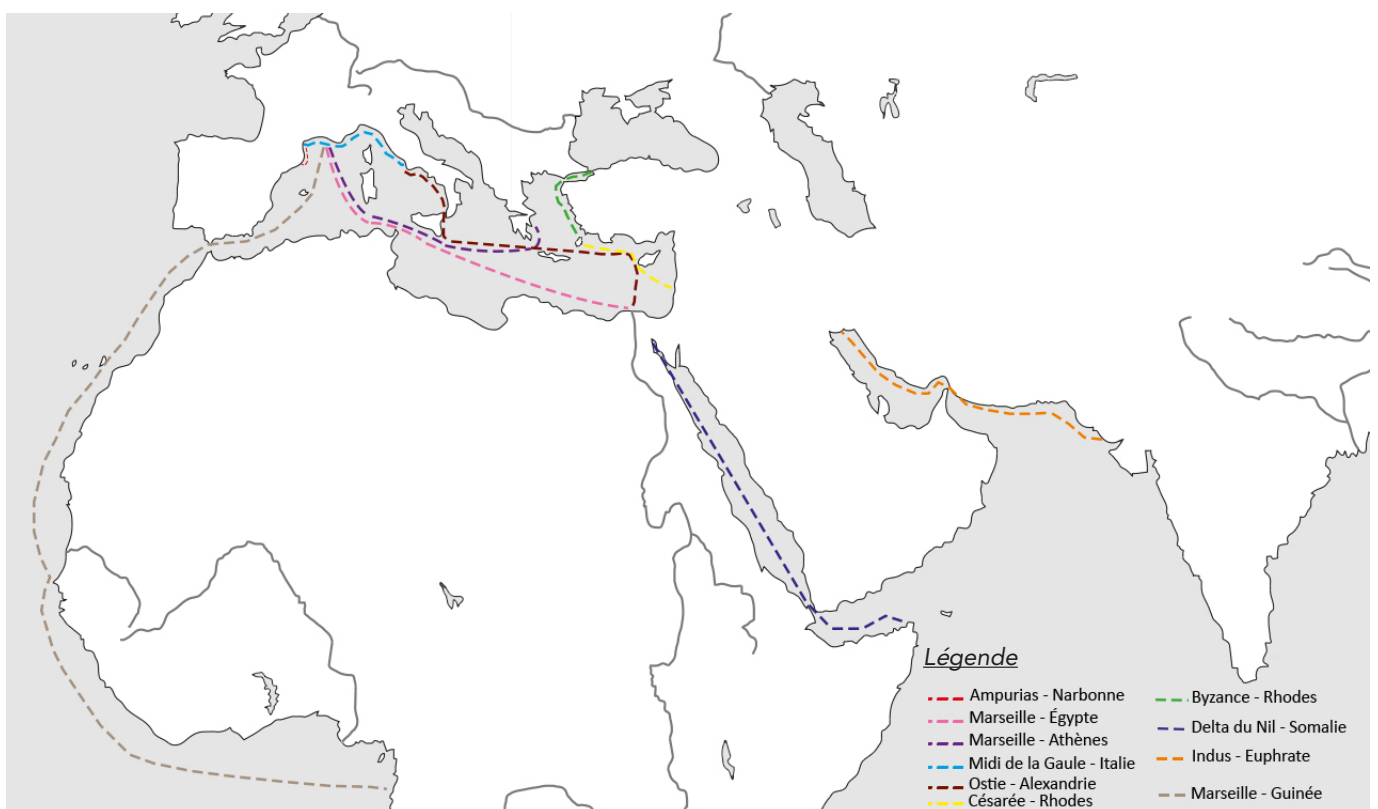 Légende
Ampurias - Narbonne
Marseille - Égypte
Marseille - Athènes
Midi de la Gaule - Italie
Ostie - Alexandrie
Césarée - Rhodes
Byzance - Rhodes
Delta du Nil - Somalie
Indus - Euphrate
Marseille - Guinée